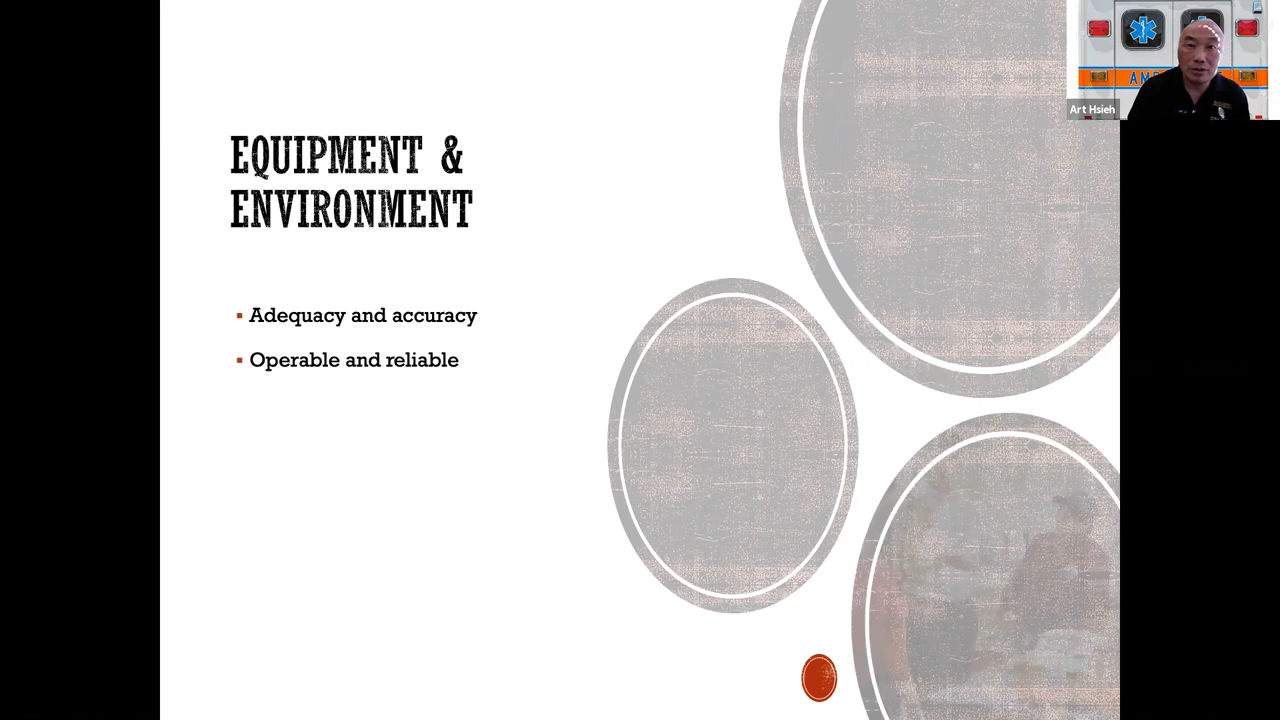 EQUIPMENT &
ENVIRONMENT
Adequacy and accuracy
Operable and reliable
Art Hsieh